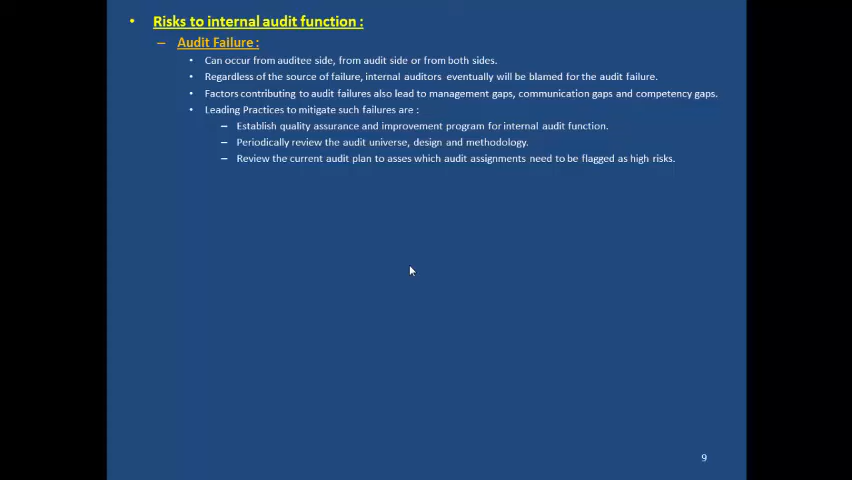 • Risks to internal audit function :
– Audit Failure :
• Can occur from auditee side, from audit side or from both sides.
• Regardless of the source of failure, internal auditors eventually will be blamed for the audit failure.
• Factors contributing to audit failures also lead to management gaps, communication gaps and competency gaps.
• Leading Practices to mitigate such failures are :
– Establish quality assurance and improvement program for internal audit function.
– Periodically review the audit universe, design and methodology.
– Review the current audit plan to asses which audit assignments need to be flagged as high risks.
9